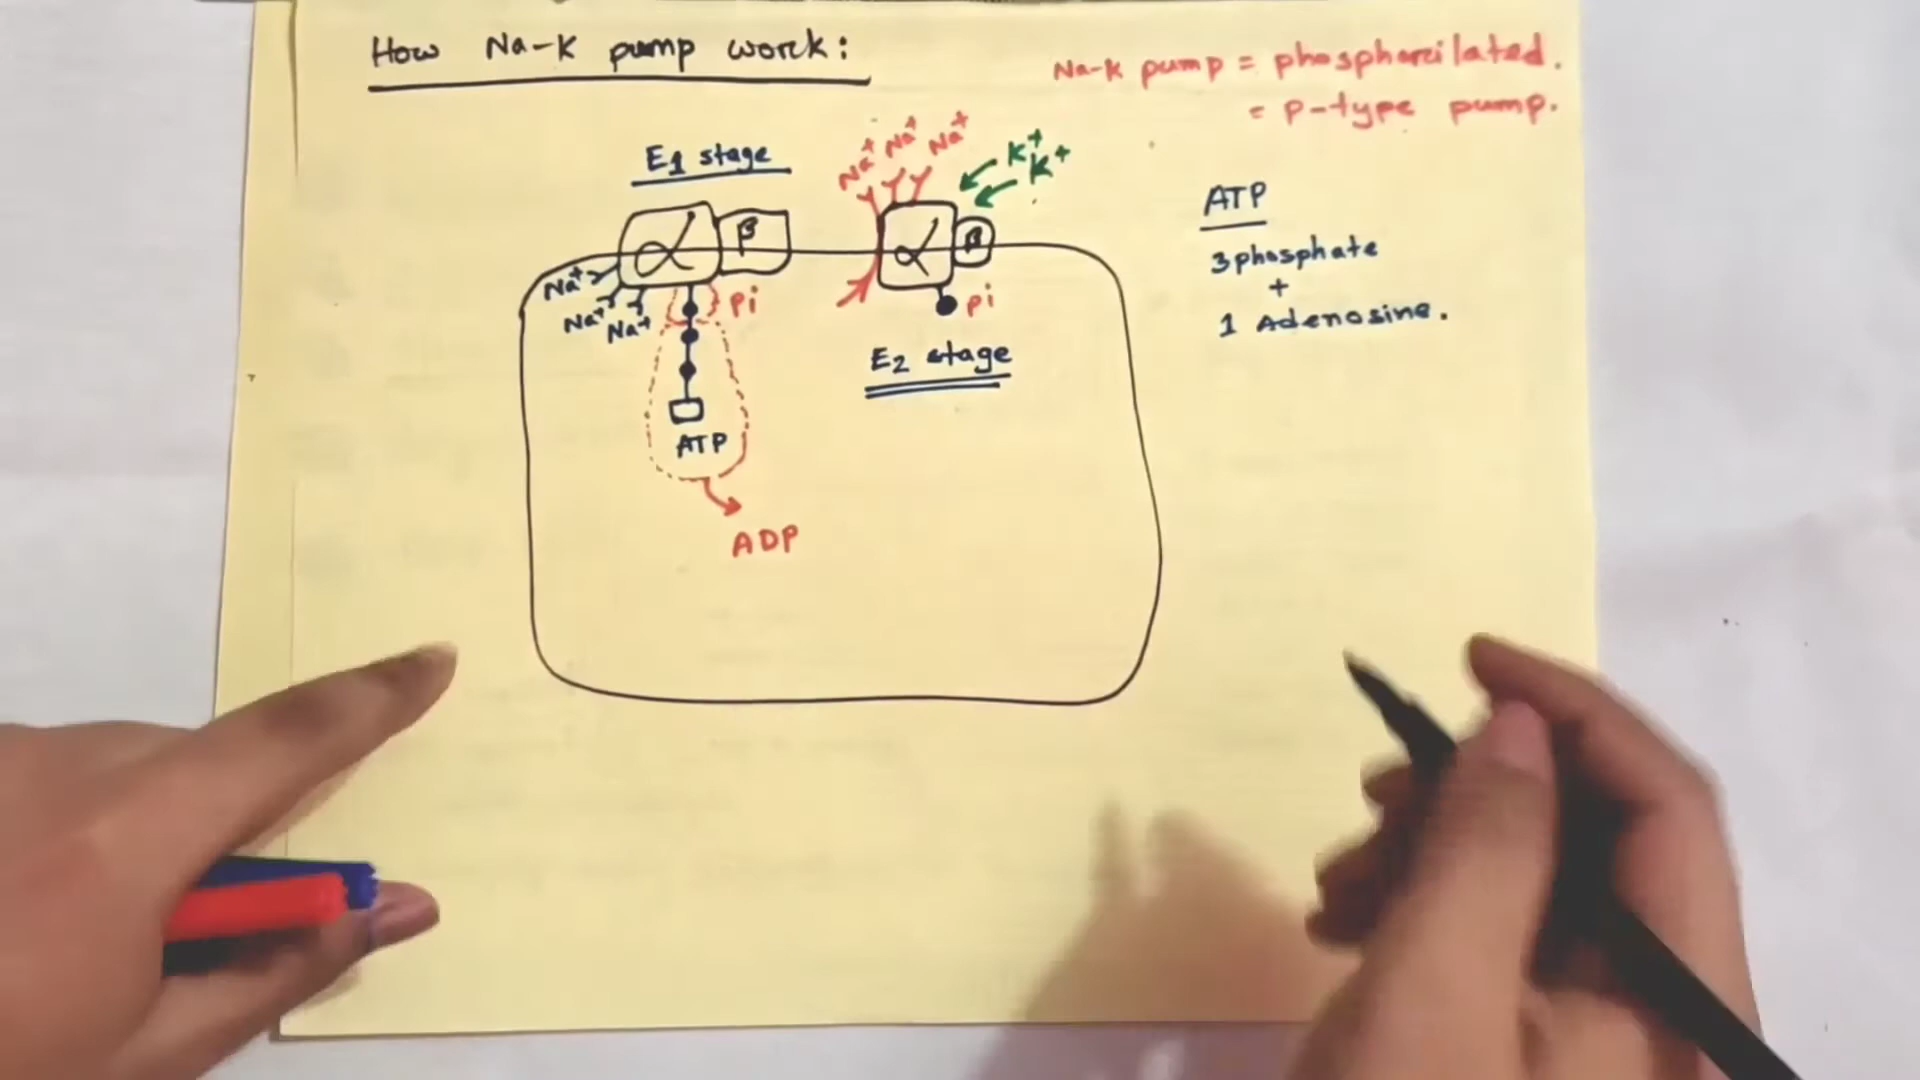 How Na-K pump work:
Na-K pump = phosphorilated.
= P-type pump.
E1 stage
Na+ Na+ Na+
K+
K+
α β
α β
Na+
Na+ Na+
Pi
Pi
ATP
3 phosphate
+
1 Adenosine.
E2 stage
ATP
ADP